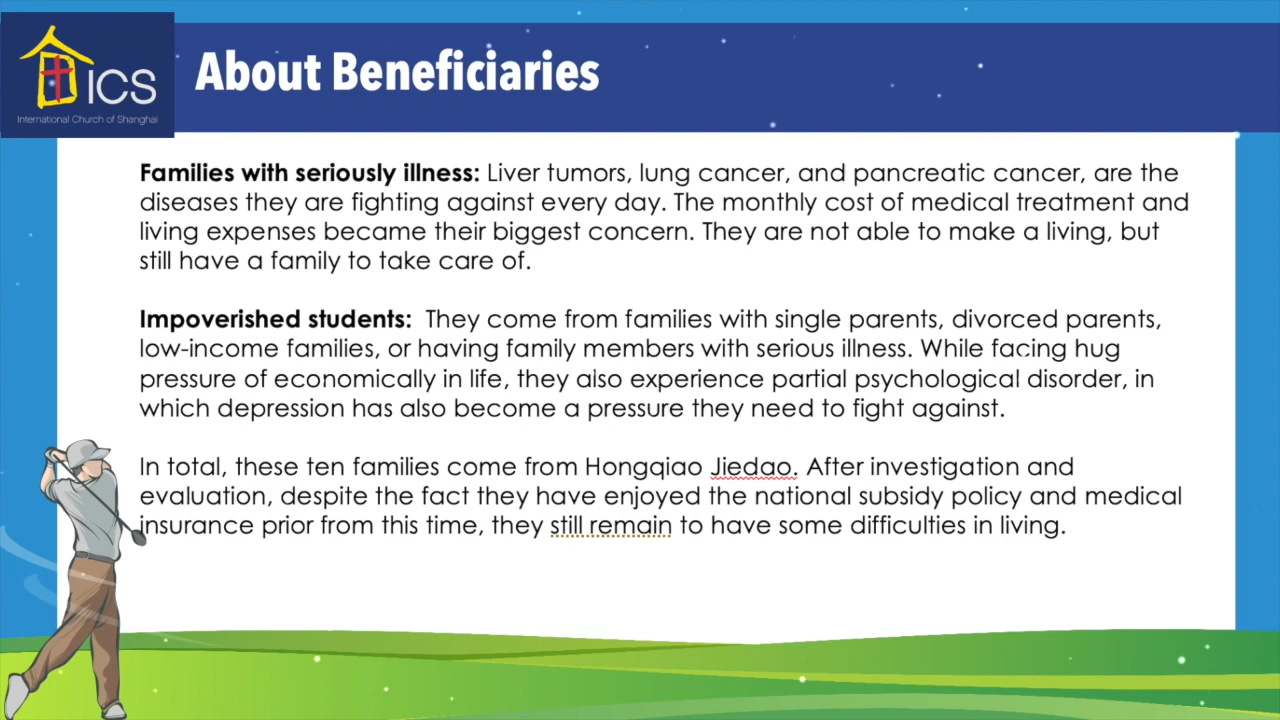 ICS
International Church of Shanghai
About Beneficiaries
Families with seriously illness: Liver tumors, lung cancer, and pancreatic cancer, are the
diseases they are fighting against every day. The monthly cost of medical treatment and
living expenses became their biggest concern. They are not able to make a living, but
still have a family to take care of.
Impoverished students:  They come from families with single parents, divorced parents,
low-income families, or having family members with serious illness. While facing hug
pressure of economically in life, they also experience partial psychological disorder, in
which depression has also become a pressure they need to fight against.
In total, these ten families come from Hongqiao Jiedao. After investigation and
evaluation, despite the fact they have enjoyed the national subsidy policy and medical
insurance prior from this time, they still remain to have some difficulties in living.